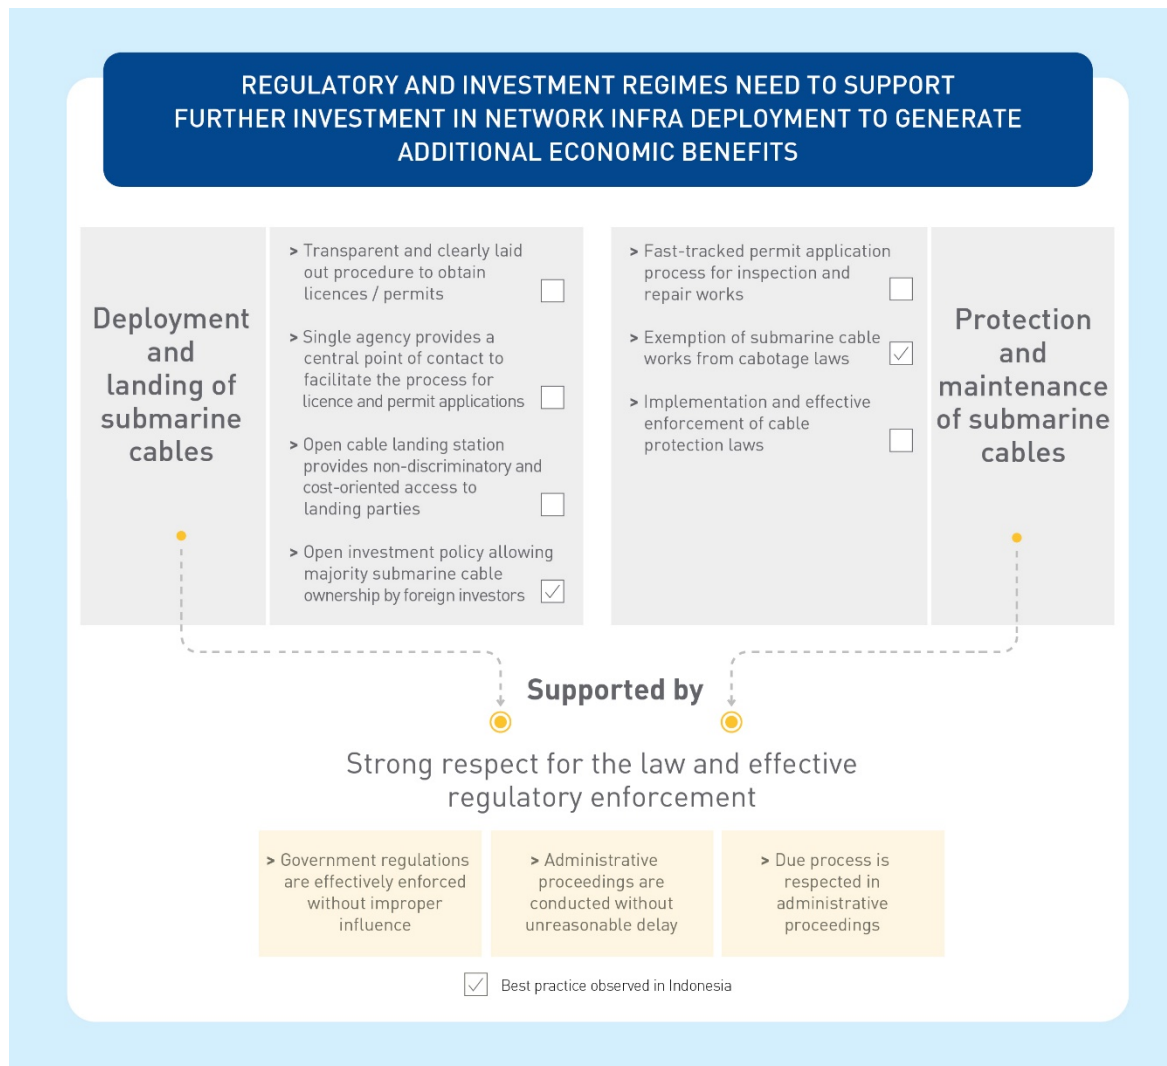 REGULATORY AND INVESTMENT REGIMES NEED TO SUPPORT
FURTHER INVESTMENT IN NETWORK INFRA DEPLOYMENT TO GENERATE
ADDITIONAL ECONOMIC BENEFITS
Deployment
and
landing of
submarine
cables
> Transparent and clearly laid
out procedure to obtain
licences / permits
> Single agency provides a
central point of contact to
facilitate the process for
licence and permit applications
> Open cable landing station
provides non-discriminatory and
cost-oriented access to
landing parties
> Open investment policy allowing
majority submarine cable
ownership by foreign investors
> Fast-tracked permit application
process for inspection and
repair works
> Exemption of submarine cable
works from cabotage laws
> Implementation and effective
enforcement of cable
protection laws
Protection
and
maintenance
of submarine
cables
Supported by
Strong respect for the law and effective
regulatory enforcement
> Government regulations
are effectively enforced
without improper
influence
> Administrative
proceedings are
conducted without
unreasonable delay
> Due process is
respected in
administrative
proceedings
Best practice observed in Indonesia